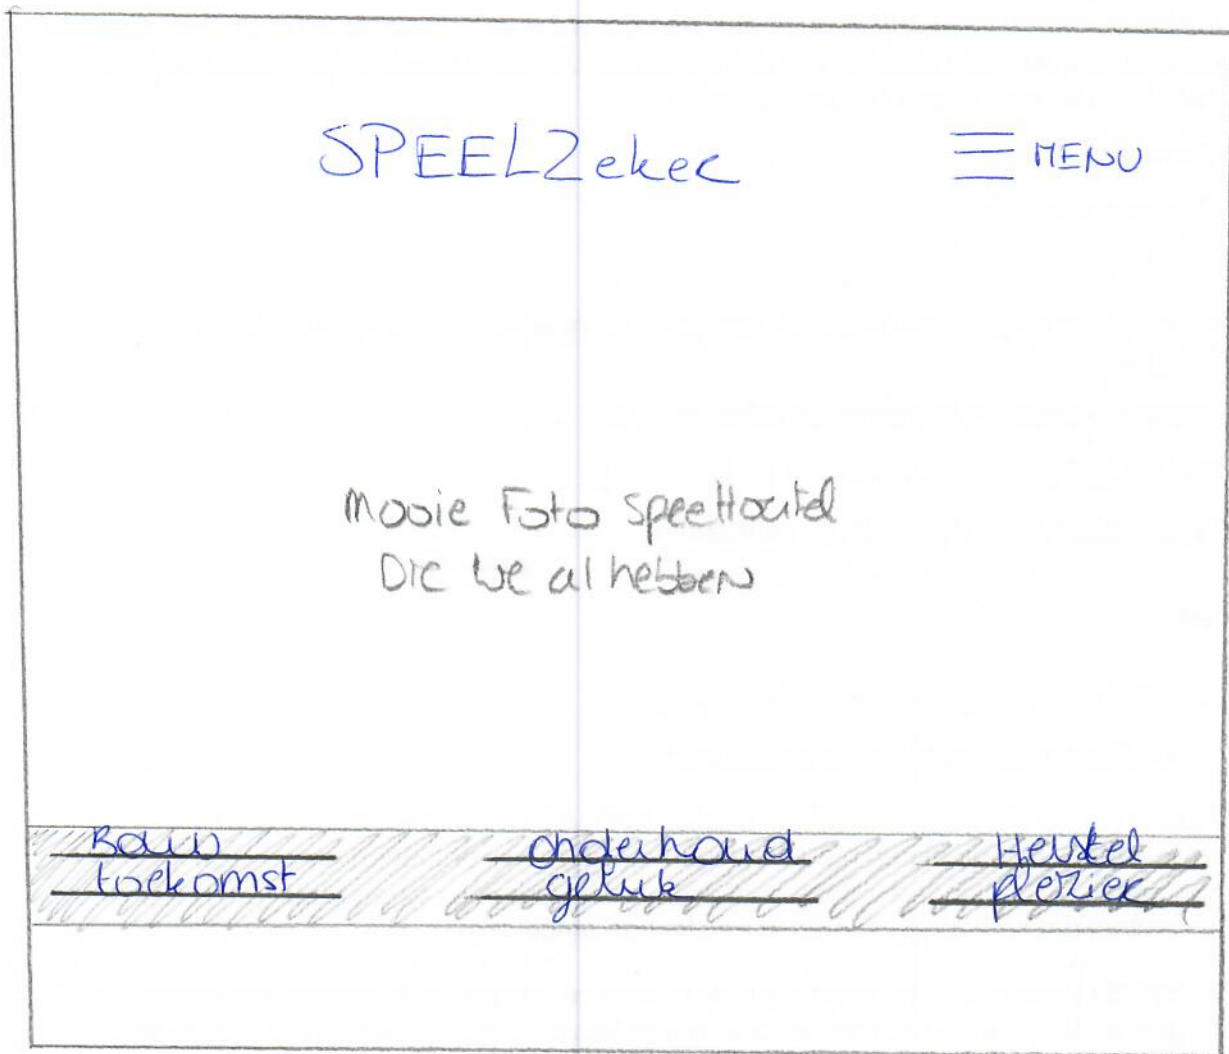 SPEELZeker
MENU
Mooie Foto speeltoestel
Die we al hebben
Bouw
toekomst
onderhoud
geluk
Herstel
plezier